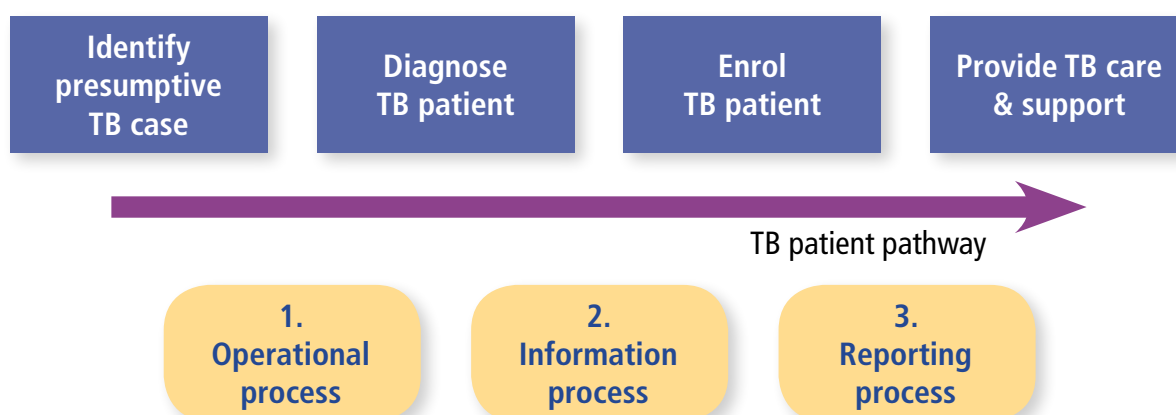 Identify
presumptive
TB case
Diagnose
TB patient
Enrol
TB patient
Provide TB care
& support
TB patient pathway
1.
Operational
process
2.
Information
process
3.
Reporting
process